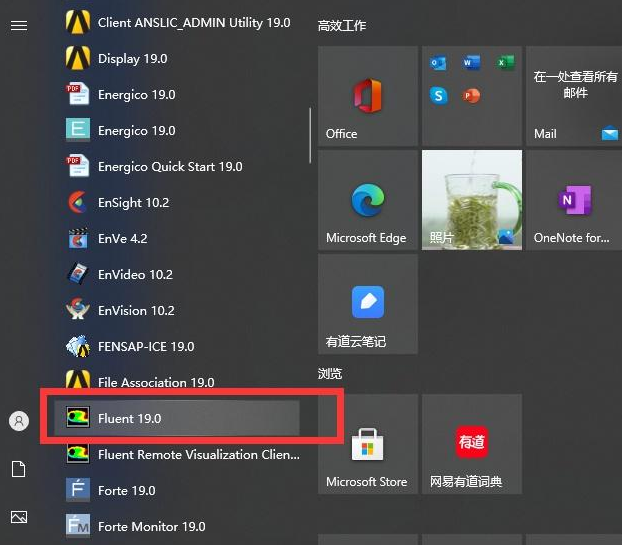 Client ANSLIC_ADMIN Utility 19.0
Display 19.0
Energico 19.0
Energico 19.0
Energico Quick Start 19.0
EnSight 10.2
EnVe 4.2
EnVideo 10.2
EnVision 10.2
FENSAP-ICE 19.0
File Association 19.0
Fluent 19.0
Fluent Remote Visualization Clien...
Forte 19.0
Forte Monitor 19.0
高效工作
Office
在一处查看所有
邮件
Mail
Microsoft Edge
照片
OneNote for...
有道云笔记
浏览
Microsoft Store
有道
网易有道词典